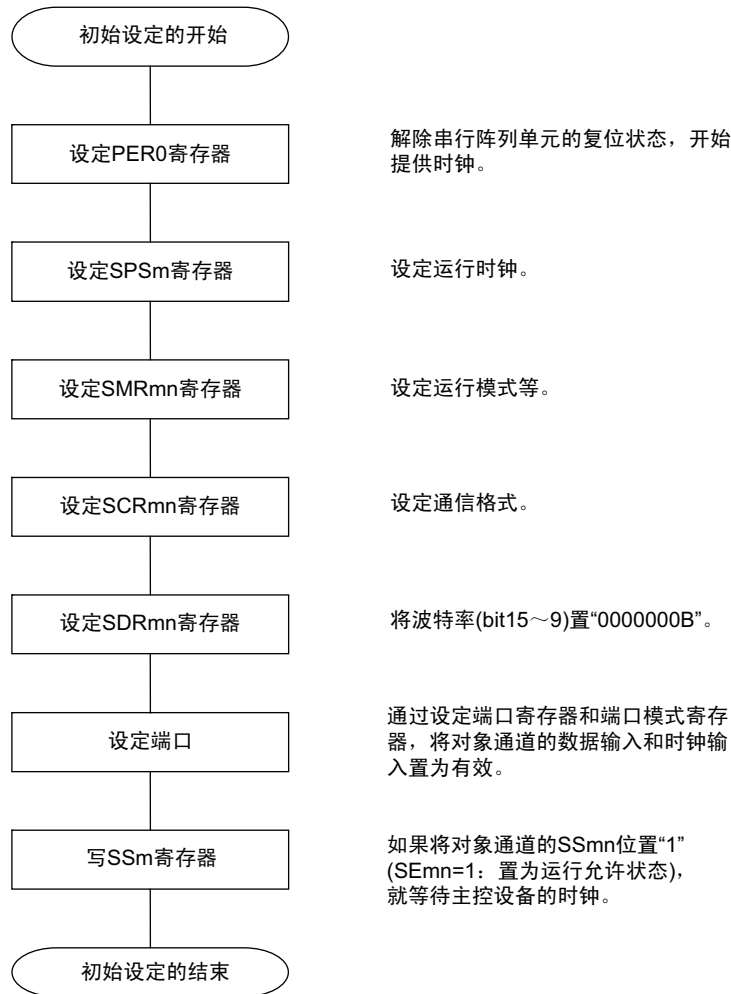 初始设定的开始
设定PER0寄存器
解除串行阵列单元的复位状态，开始
提供时钟。
设定SPSm寄存器
设定运行时钟。
设定SMRmn寄存器
设定运行模式等。
设定SCRmn寄存器
设定通信格式。
设定SDRmn寄存器
将波特率(bit15～9)置“0000000B”。
设定端口
通过设定端口寄存器和端口模式寄存
器，将对象通道的数据输入和时钟输
入置为有效。
写SSm寄存器
如果将对象通道的SSmn位置“1”
(SEmn=1：置为运行允许状态)，
就等待主控设备的时钟。
初始设定的结束